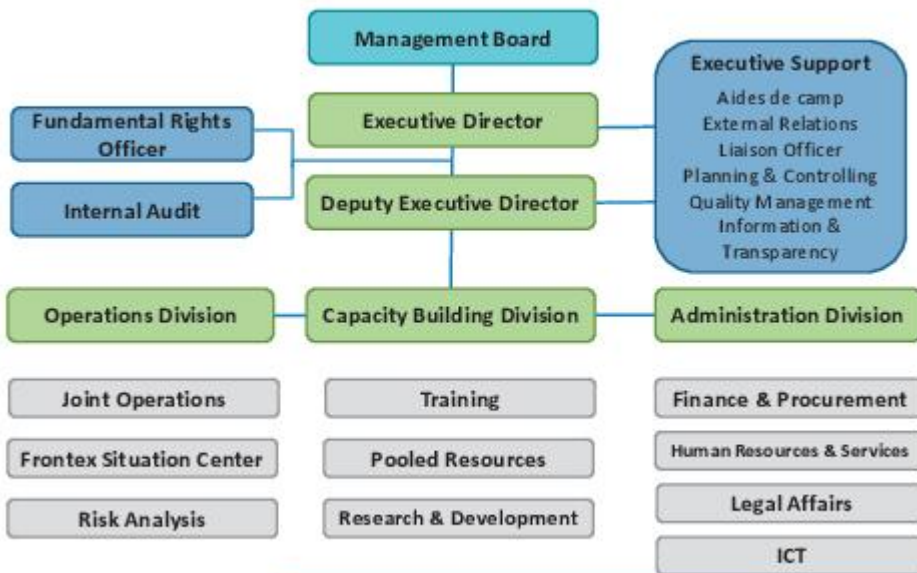 Management Board
Executive Director
Deputy Executive Director
Fundamental Rights
Officer
Internal Audit
Executive Support
Aides de camp
External Relations
Liaison Officer
Planning & Controlling
Quality Management
Information &
Transparency
Operations Division
Capacity Building Division
Administration Division
Joint Operations
Frontex Situation Center
Risk Analysis
Training
Pooled Resources
Research & Development
Finance & Procurement
Human Resources & Services
Legal Affairs
ICT